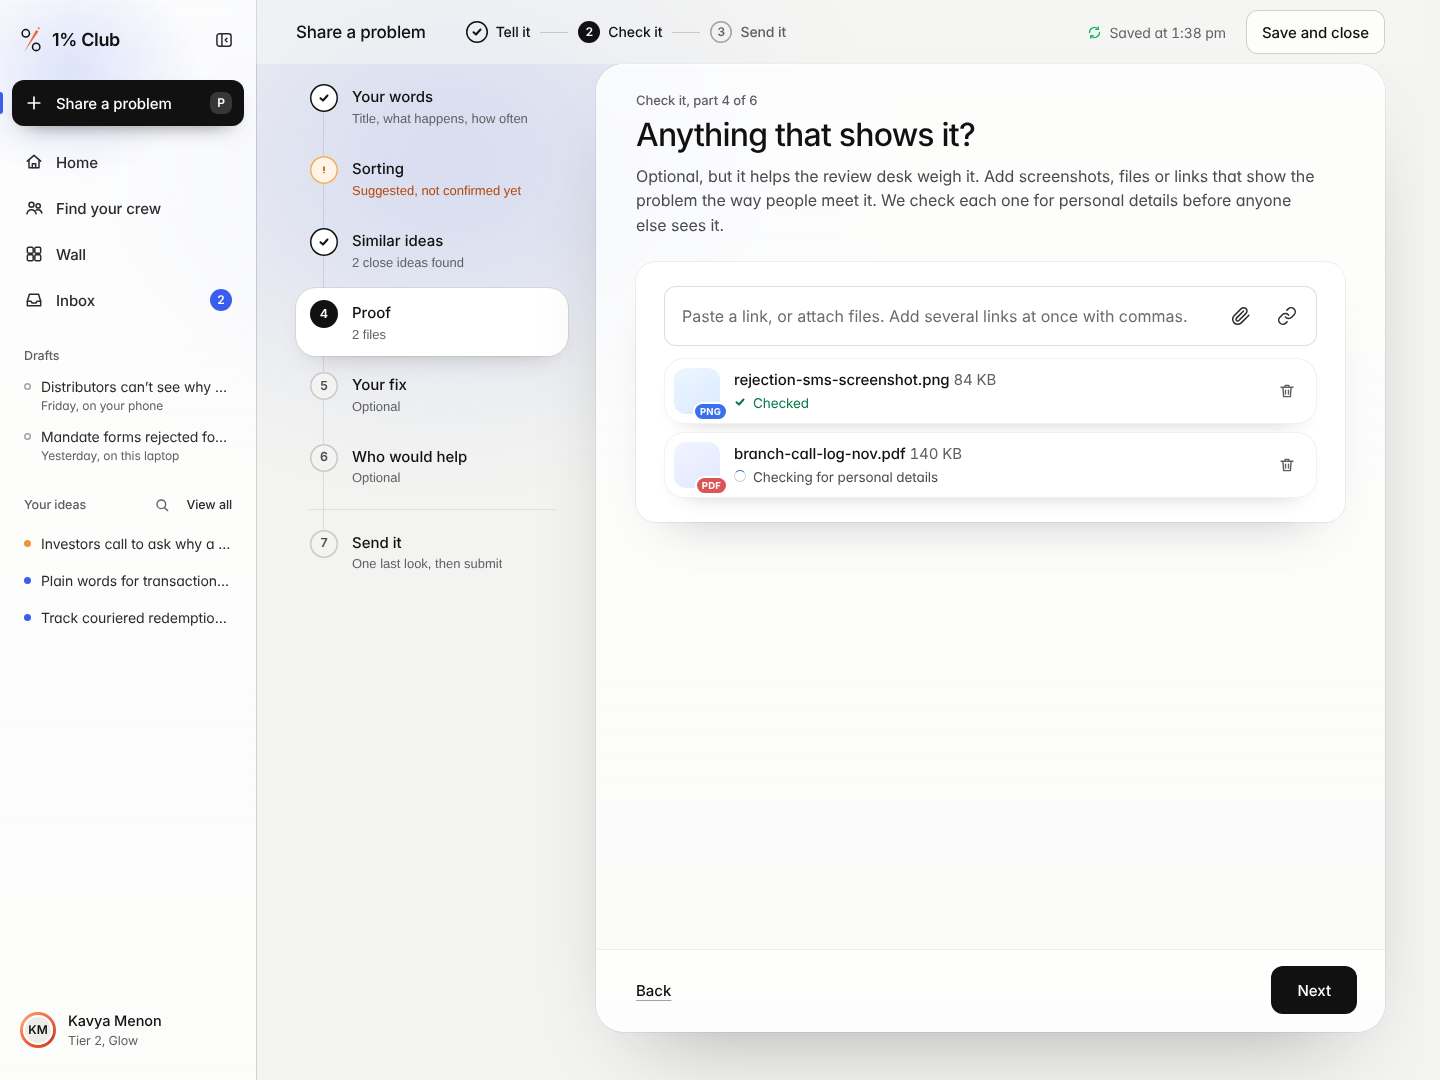 1% Club
Share a problem P
Home
Find your crew
Wall
Inbox 2
Drafts
Distributors can't see why ...
Friday, on your phone
Mandate forms rejected fo...
Yesterday, on this laptop
Your ideas View all
Investors call to ask why a ...
Plain words for transaction...
Track couriered redemptio...
KM
Kavya Menon
Tier 2, Glow
Share a problem
Tell it
2 Check it
3 Send it
Saved at 1:38 pm
Save and close
Your words
Title, what happens, how often
!
Sorting
Suggested, not confirmed yet
Similar ideas
2 close ideas found
4 Proof
2 files
5 Your fix
Optional
6 Who would help
Optional
7 Send it
One last look, then submit
Check it, part 4 of 6
Anything that shows it?
Optional, but it helps the review desk weigh it. Add screenshots, files or links that show the
problem the way people meet it. We check each one for personal details before anyone
else sees it.
Paste a link, or attach files. Add several links at once with commas.
rejection-sms-screenshot.png 84 KB
PNG
Checked
branch-call-log-nov.pdf 140 KB
PDF
Checking for personal details
Back
Next